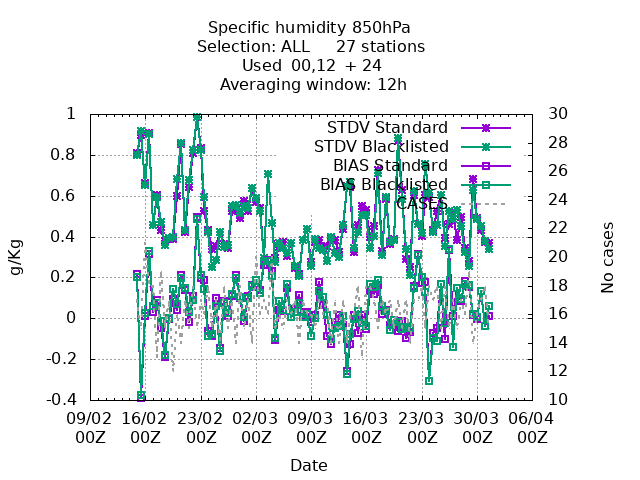 Specific humidity 850hPa
Selection: ALL 27 stations
Used 00,12 + 24
Averaging window: 12h
STDV Standard
STDV Blacklisted
BIAS Standard
BIAS Blacklisted
CASES
1
0.8
0.6
0.4
0.2
0
-0.2
-0.4
g/Kg
30
28
26
24
22
20
18
16
14
12
10
No cases
09/02 16/02 23/02 02/03 09/03 16/03 23/03 30/03 06/04
00Z 00Z 00Z 00Z 00Z 00Z 00Z 00Z 00Z
Date